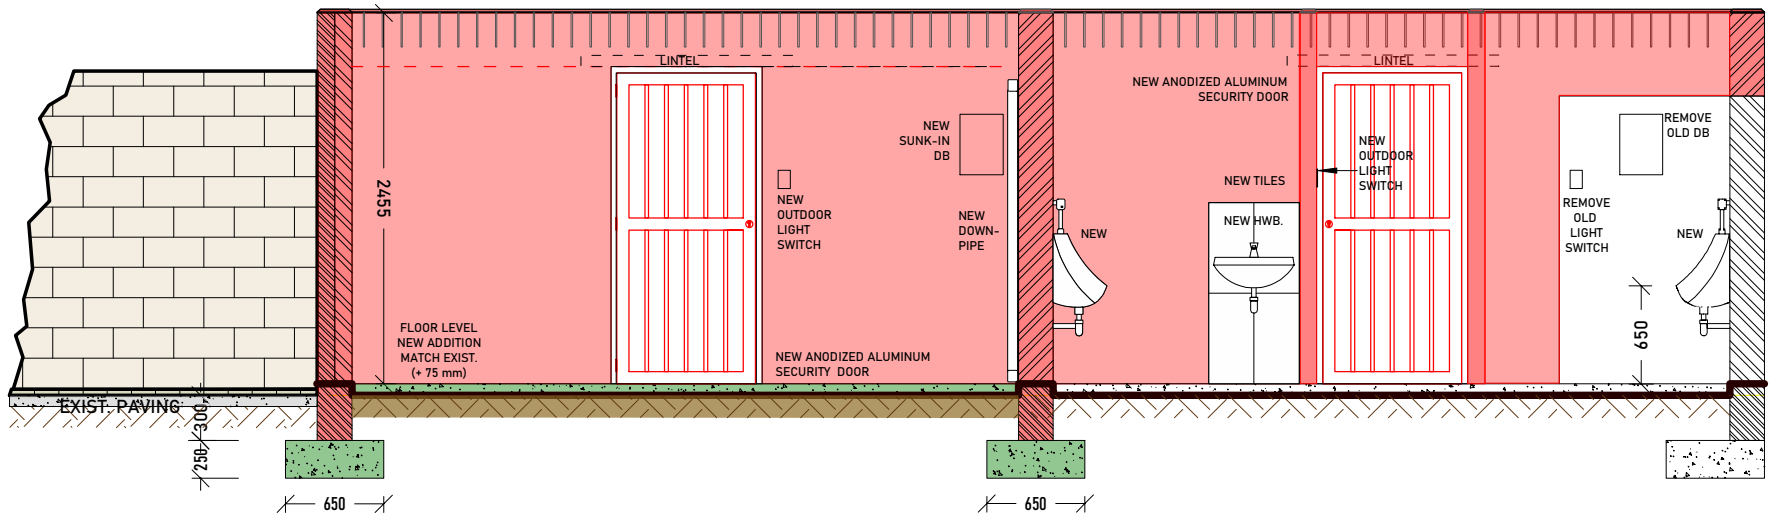 LINTEL
LINTEL
NEW ANODIZED ALUMINUM
SECURITY DOOR
NEW
SUNK-IN
DB
REMOVE
OLD DB
NEW
OUTDOOR
LIGHT
SWITCH
2455
NEW TILES
NEW
OUTDOOR
LIGHT
SWITCH
NEW
DOWN-
PIPE
NEW
NEW HWB.
REMOVE
OLD
LIGHT
SWITCH
NEW
FLOOR LEVEL
NEW ADDITION
MATCH EXIST.
(+ 75 mm)
NEW ANODIZED ALUMINUM
SECURITY DOOR
650
EXIST. PAVING
300
250
650
650